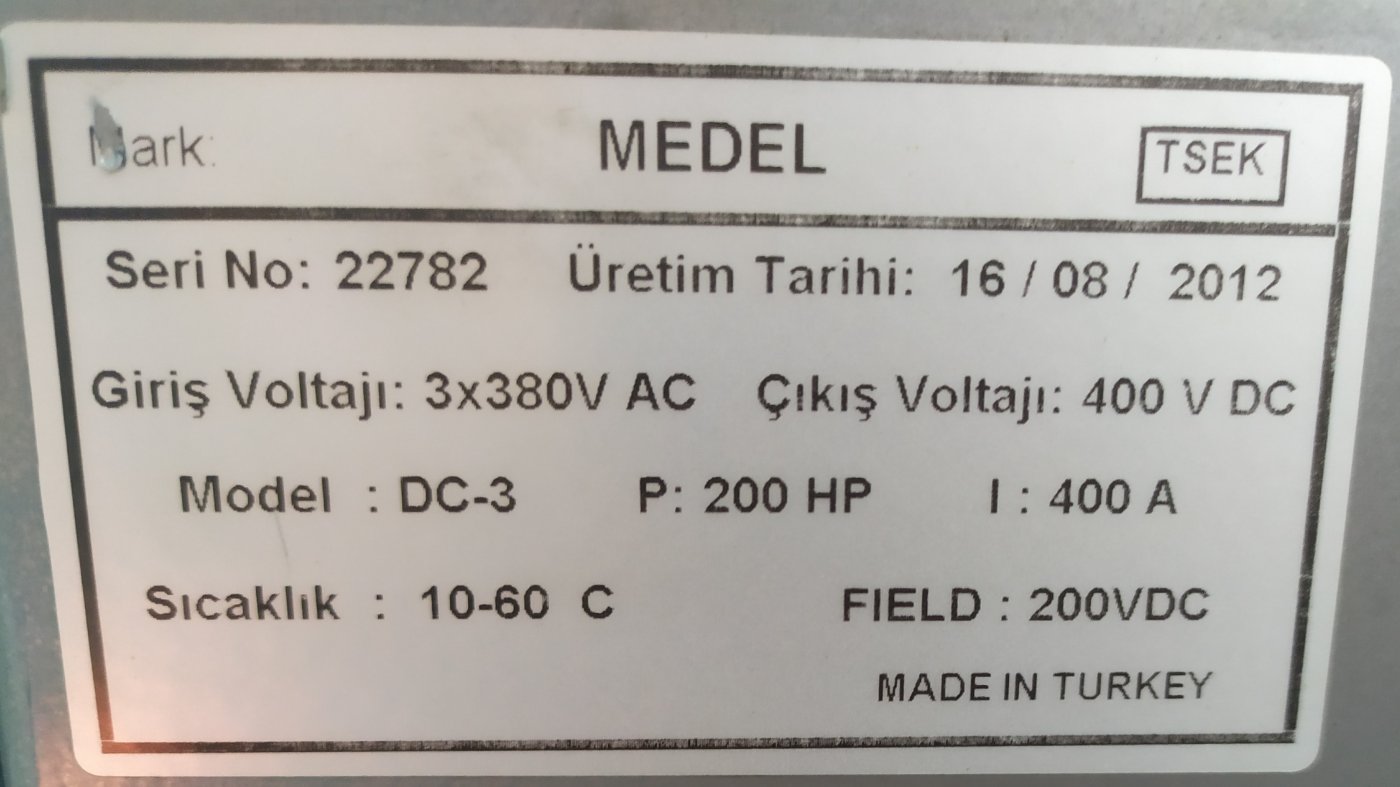 Mark: MEDEL TSEK
Seri No: 22782 Üretim Tarihi: 16 / 08 / 2012
Giriş Voltajı: 3x380V AC Çıkış Voltajı: 400 V DC
Model : DC-3 P: 200 HP I : 400 A
Sıcaklık : 10-60 C FIELD : 200VDC
MADE IN TURKEY